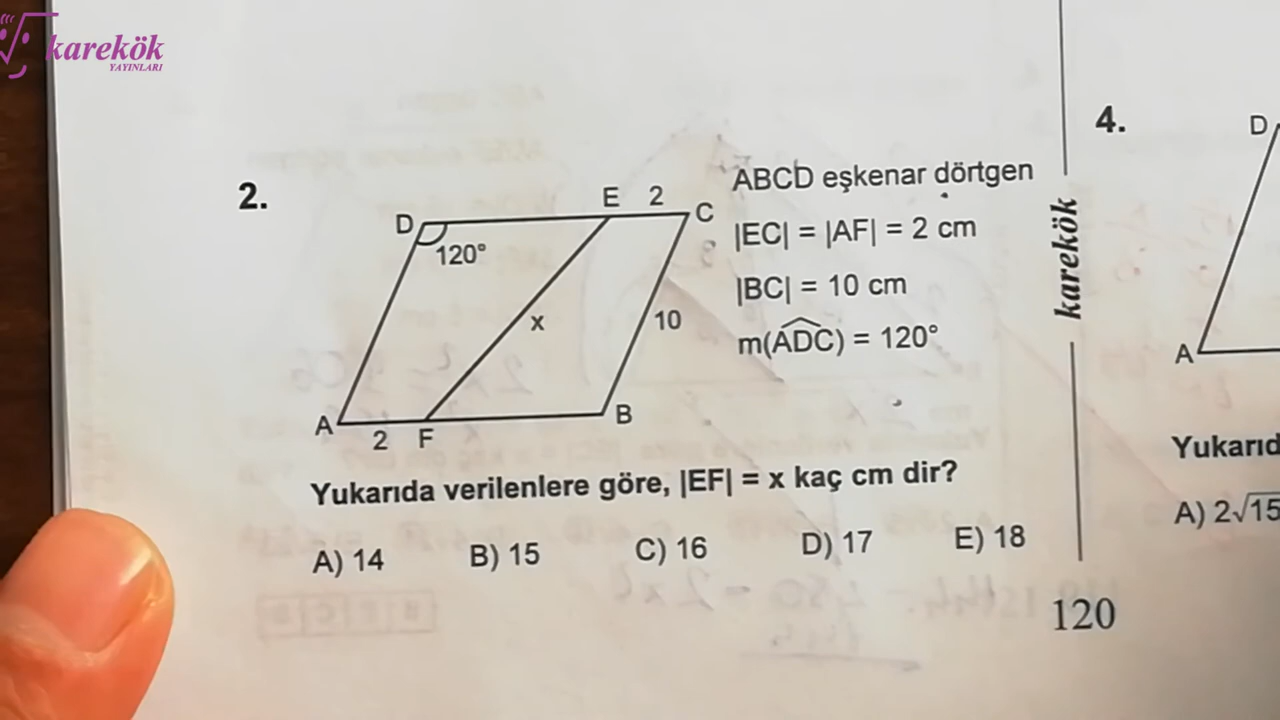 karekök
YAYINLARI
2.
D
E
2
C
120°
x
10
A
2
F
B
ABCD eşkenar dörtgen
|EC| = |AF| = 2 cm
|BC| = 10 cm
m(ADC) = 120°
Yukarıda verilenlere göre, |EF| = x kaç cm dir?
A) 14 B) 15 C) 16 D) 17 E) 18
karekök
120
4.
D
A
Yukarıd
A) 2√15